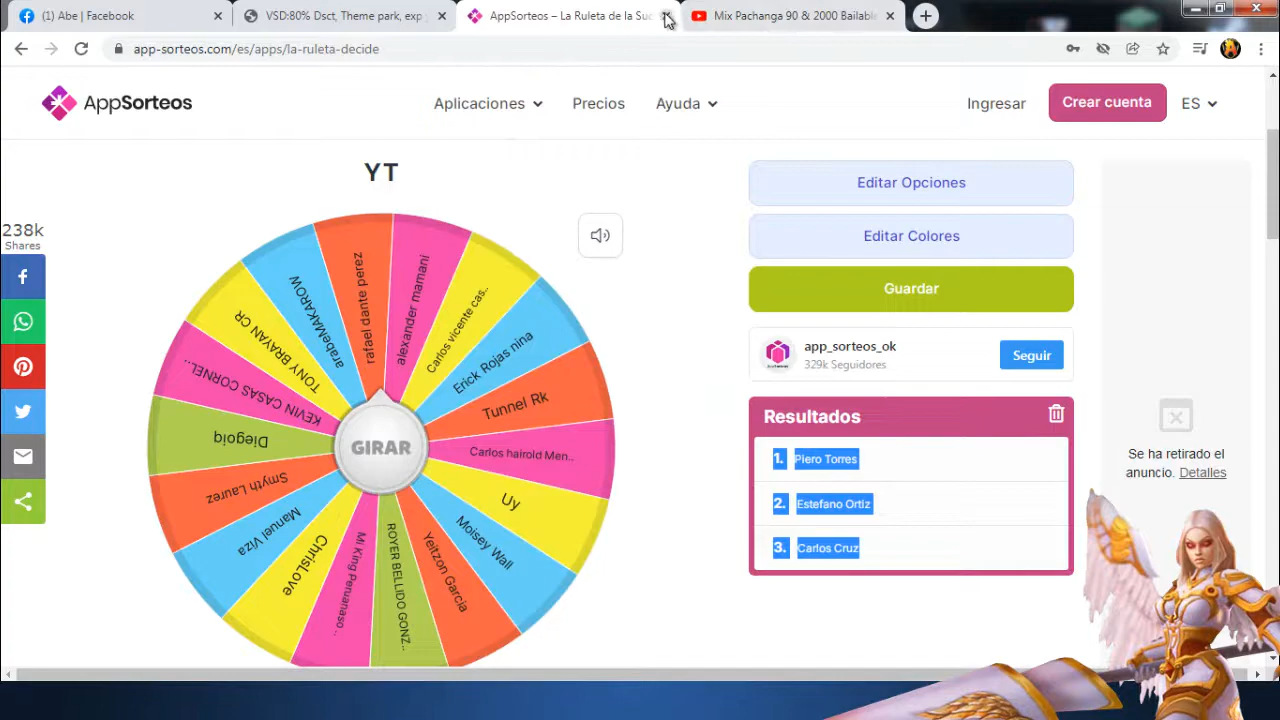 (1) Abe | Facebook
VSD:80% Dsct, Theme park, exp
AppSorteos – La Ruleta de la Suc
Mix Pachanga 90 & 2000 Bailable
app-sorteos.com/es/apps/la-ruleta-decide
AppSorteos
Aplicaciones
Precios
Ayuda
Ingresar
Crear cuenta
ES
238k
Shares
YT
rafael dante perez
alexander mamani
Carlos vicente cas..
Erick Rojas nina
Tunnel Rk
Carlos hairold Men..
Uy
Moisey Wall
Yeitzon Garcia
ROYER BELLIDO GONZ..
Mi King Peruanaso..
ChrisLove
Manuel Viza
Smyth Laurez
Diegoiq
KEVIN CASAS CORNEL..
TONY BRAYAN CR
arabeMAKAROW
GIRAR
Editar Opciones
Editar Colores
Guardar
app_sorteos_ok
329k Seguidores
Seguir
Resultados
1. Piero Torres
2. Estefano Ortiz
3. Carlos Cruz
Se ha retirado el
anuncio. Detalles